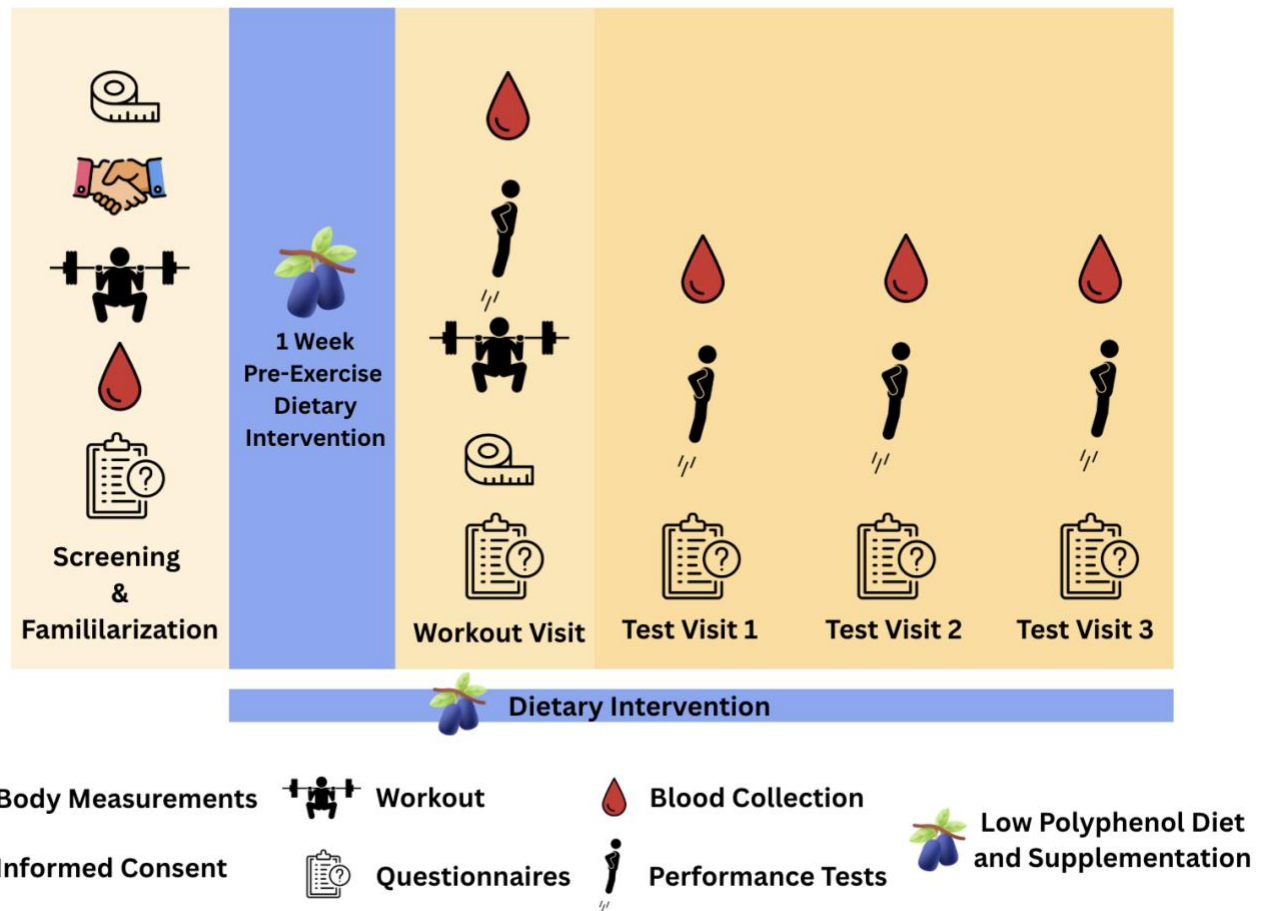 1 Week
Pre-Exercise
Dietary
Intervention
Screening
&
Famililarization
Workout Visit
Test Visit 1
Test Visit 2
Test Visit 3
Dietary Intervention
Body Measurements
Workout
Blood Collection
Low Polyphenol Diet
and Supplementation
Informed Consent
Questionnaires
Performance Tests